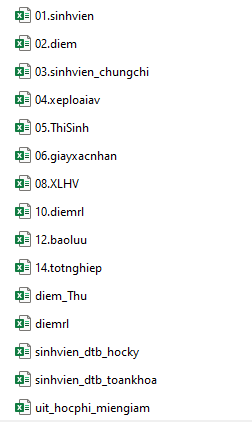 01.sinhvien
02.diem
03.sinhvien_chungchi
04.xeploaiav
05.ThiSinh
06.giayxacnhan
08.XLHV
10.diemrl
12.baoluu
14.totnghiep
diem_Thu
diemrl
sinhvien_dtb_hocky
sinhvien_dtb_toankhoa
uit_hocphi_miengiam